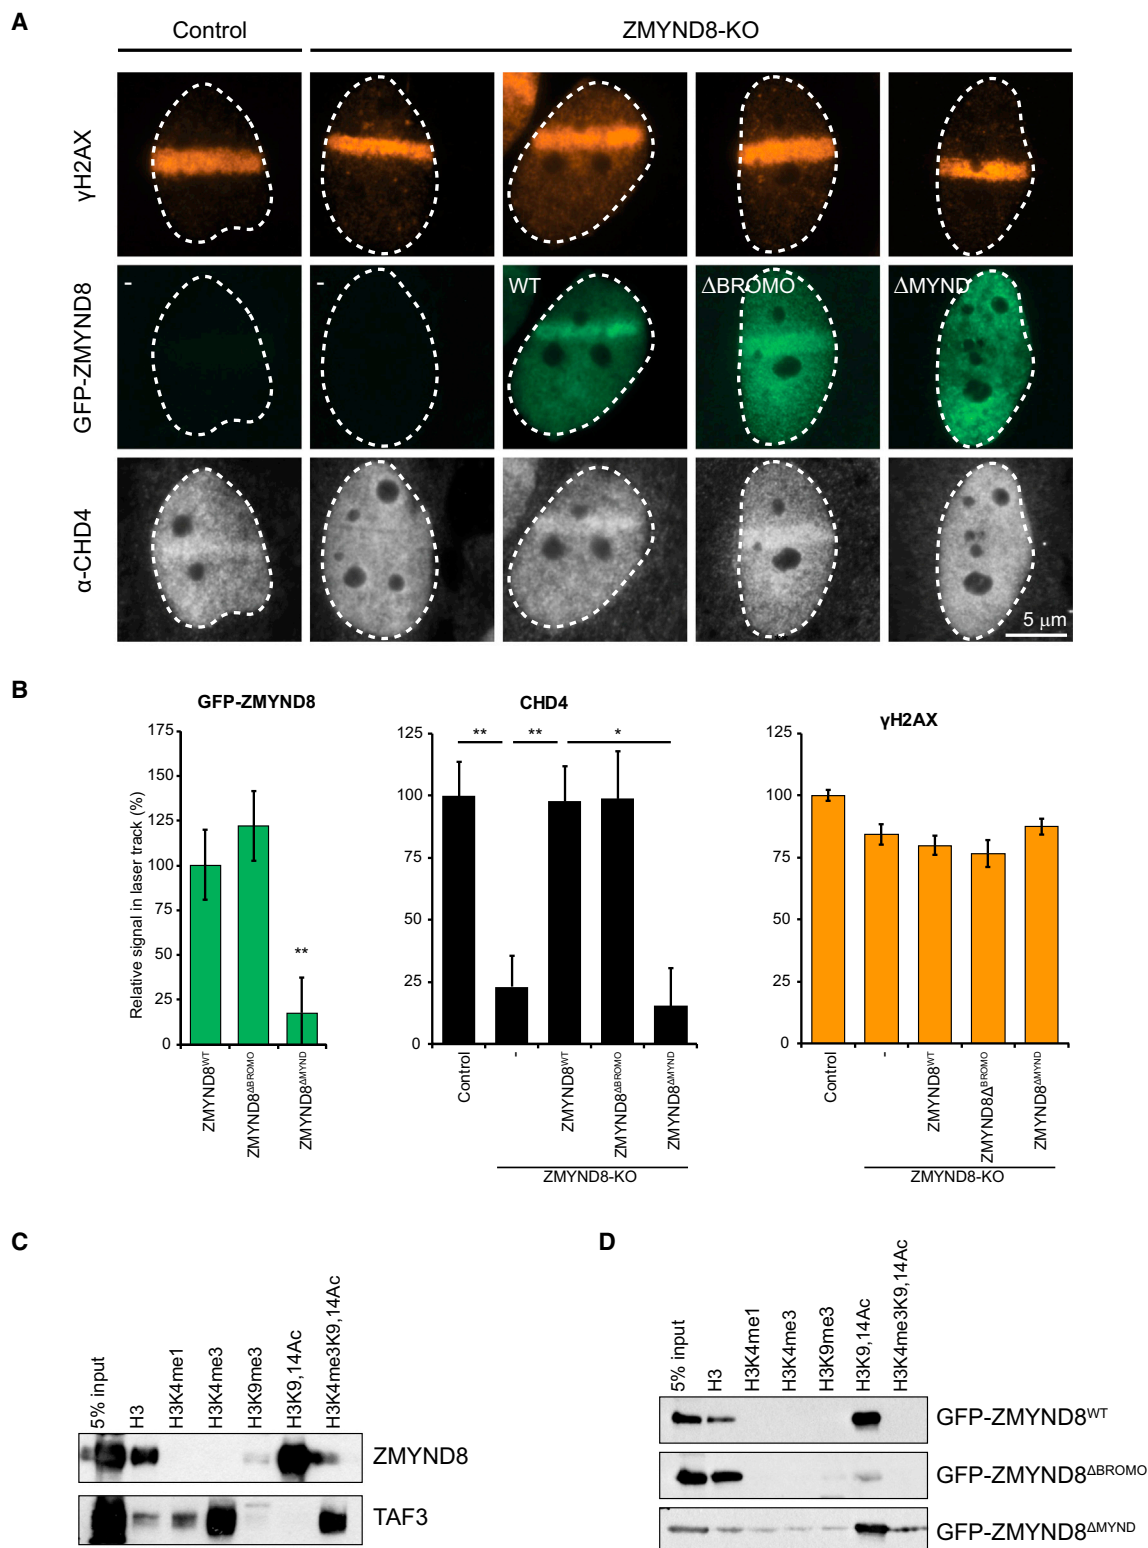 A
Control
ZMYND8-KO
γH2AX
GFP-ZMYND8
-
-
WT
ΔBROMO
ΔMYND
α-CHD4
5 μm
B
GFP-ZMYND8
Relative signal in laser track (%)
175
150
125
100
75
50
25
0
**
ZMYND8WT
ZMYND8ΔBROMO
ZMYND8ΔMYND
CHD4
125
100
75
50
25
0
** ** *
Control
-
ZMYND8WT
ZMYND8ΔBROMO
ZMYND8ΔMYND
ZMYND8-KO
γH2AX
125
100
75
50
25
0
Control
-
ZMYND8WT
ZMYND8ΔBROMO
ZMYND8ΔMYND
ZMYND8-KO
C
5% input
H3
H3K4me1
H3K4me3
H3K9me3
H3K9,14Ac
H3K4me3K9,14Ac
ZMYND8
TAF3
D
5% input
H3
H3K4me1
H3K4me3
H3K9me3
H3K9,14Ac
H3K4me3K9,14Ac
GFP-ZMYND8WT
GFP-ZMYND8ΔBROMO
GFP-ZMYND8ΔMYND